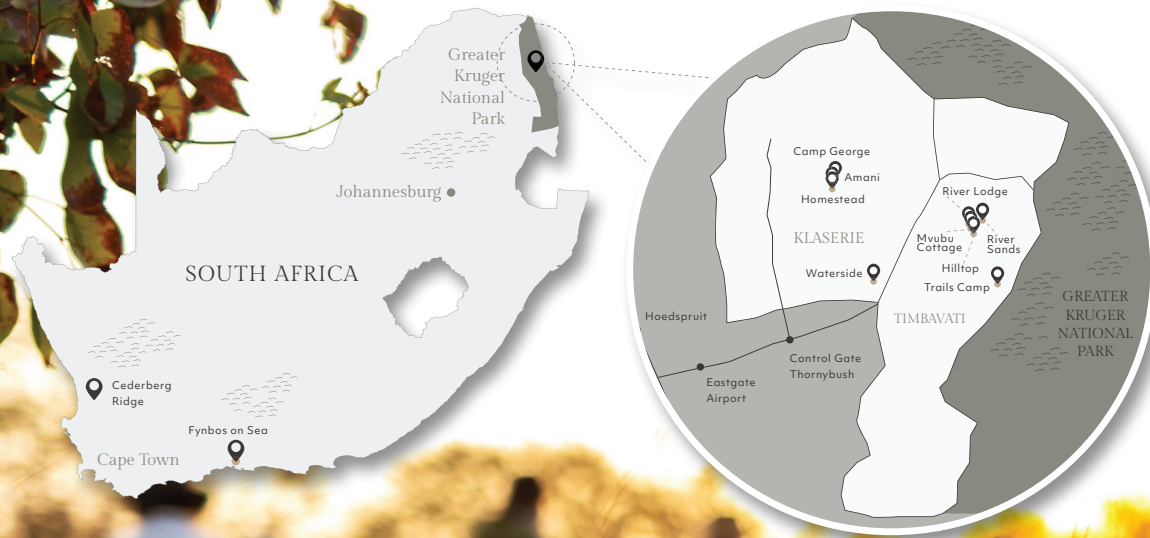 Greater
Kruger
National
Park
Johannesburg
SOUTH AFRICA
Cederberg
Ridge
Fynbos on Sea
Cape Town
Camp George
Amani
Homestead
River Lodge
KLASERIE
Mvubu
Cottage
River
Sands
Hilltop
Waterside
Trails Camp
TIMBAVATI
GREATER
KRUGER
NATIONAL
PARK
Hoedspruit
Control Gate
Thornybush
Eastgate
Airport